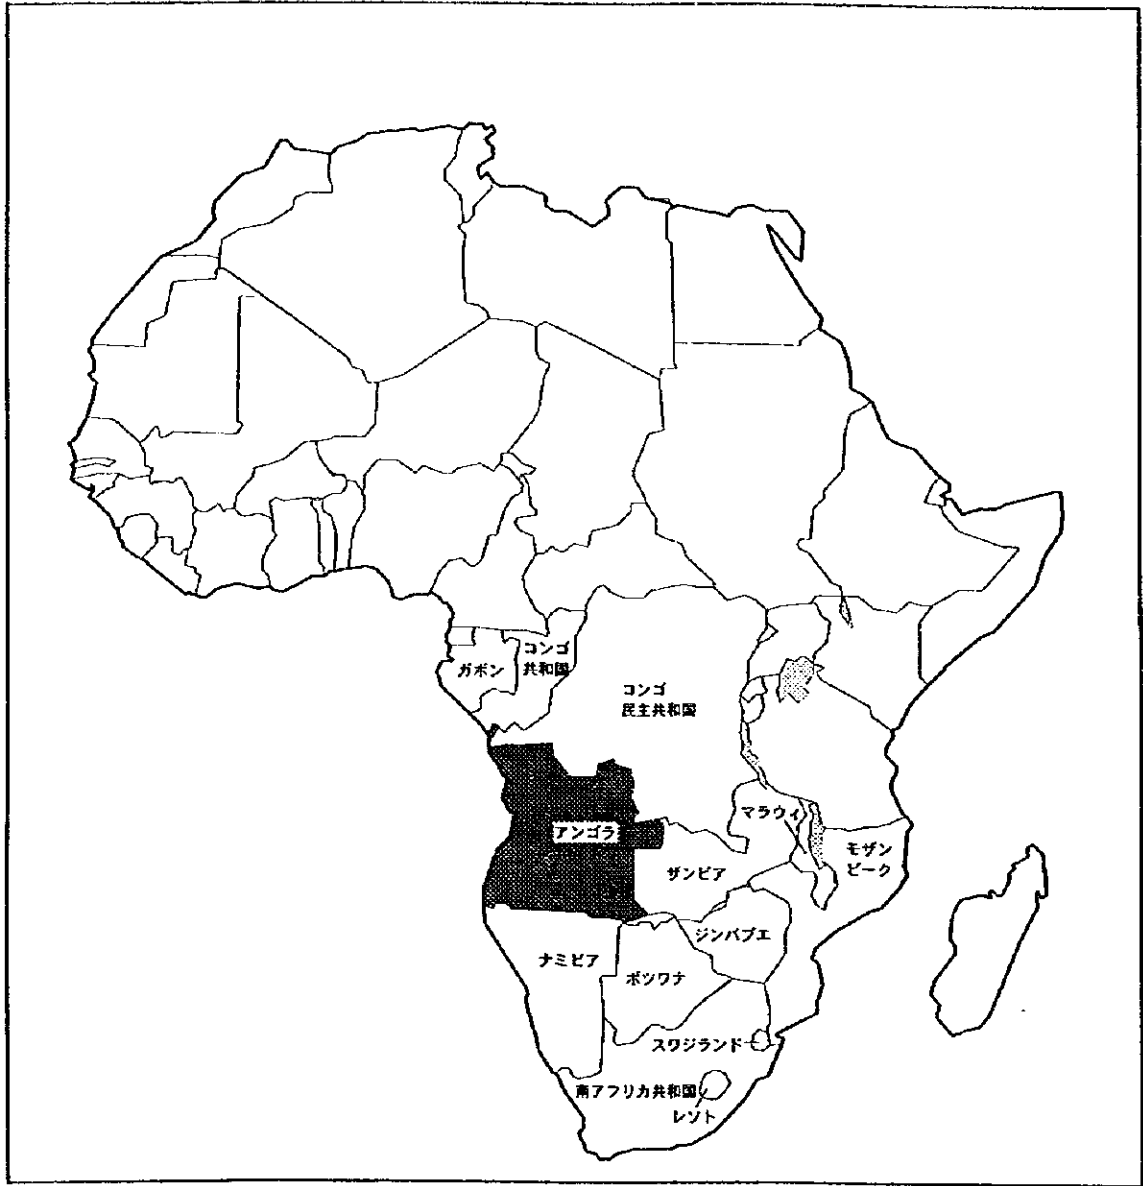 コンゴ
共和国
ガボン
コンゴ
民主共和国
マラウィ
アンゴラ
モザン
ビーク
ザンビア
ジンバブエ
ナミビア
ボツワナ
スワジランド
南アフリカ共和国
レソト